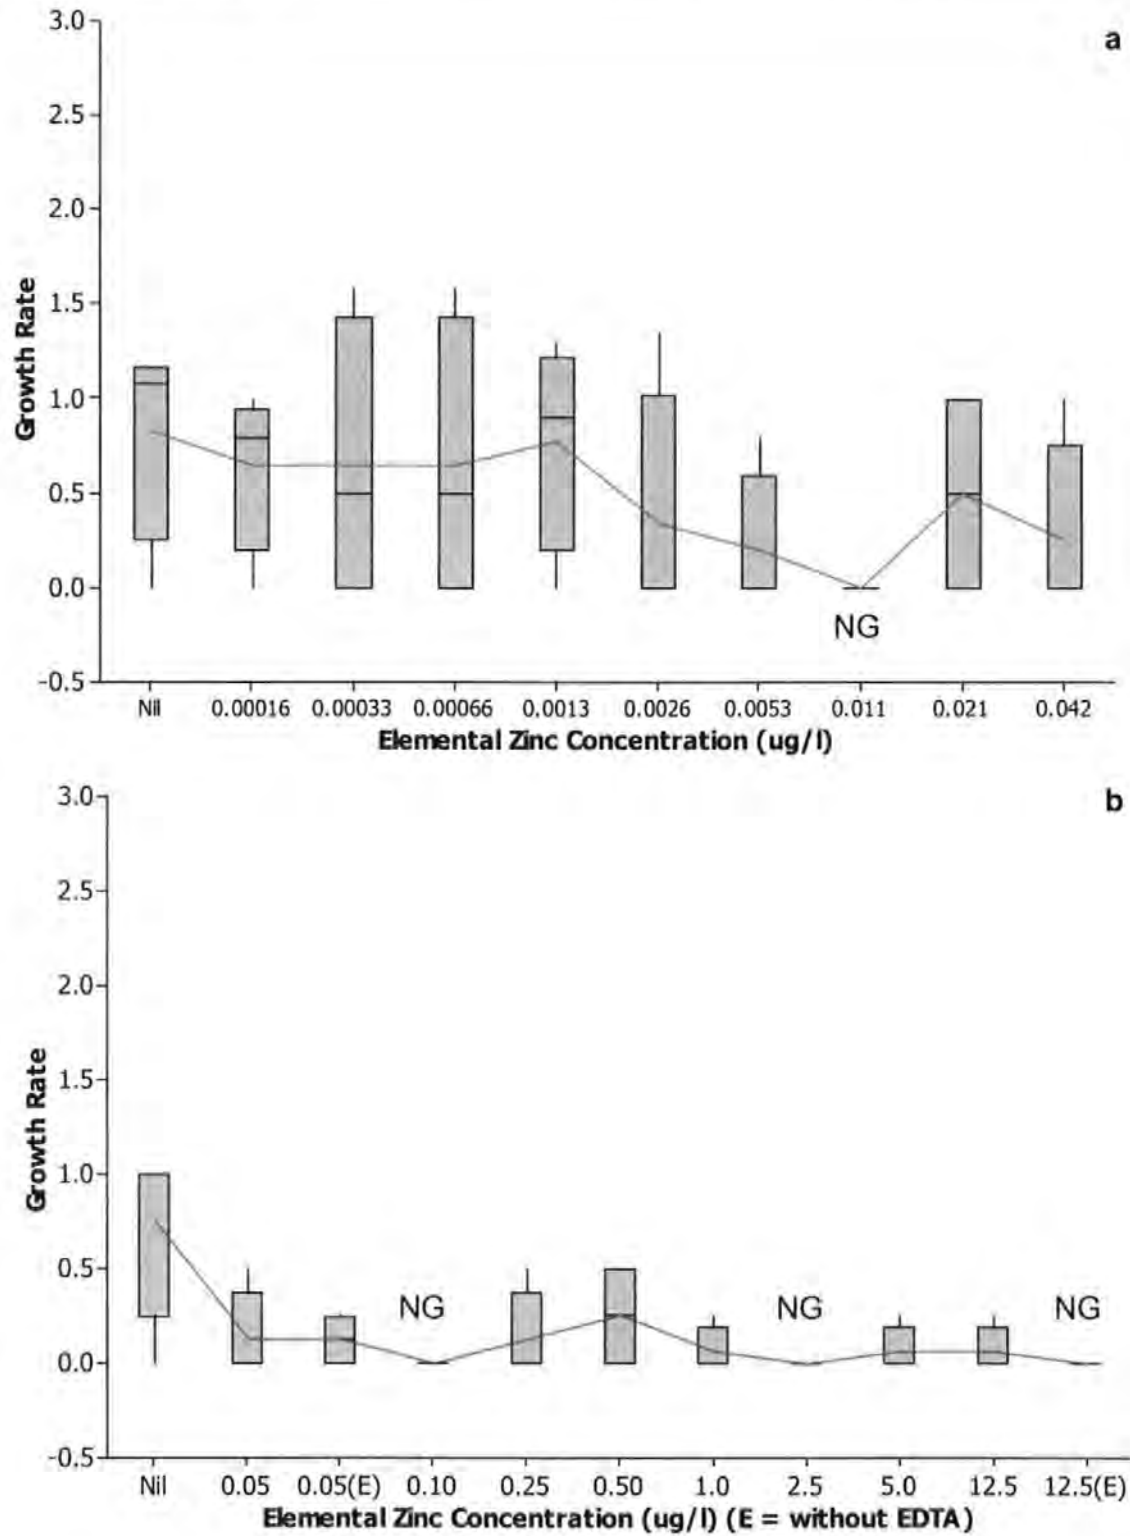 a
3.0
2.5
2.0
1.5
1.0
0.5
0.0
-0.5
Growth Rate
NG
Nil 0.00016 0.00033 0.00066 0.0013 0.0026 0.0053 0.011 0.021 0.042
Elemental Zinc Concentration (ug/l)
b
3.0
2.5
2.0
1.5
1.0
0.5
0.0
-0.5
Growth Rate
NG NG NG
Nil 0.05 0.05(E) 0.10 0.25 0.50 1.0 2.5 5.0 12.5 12.5(E)
Elemental Zinc Concentration (ug/l) (E = without EDTA)